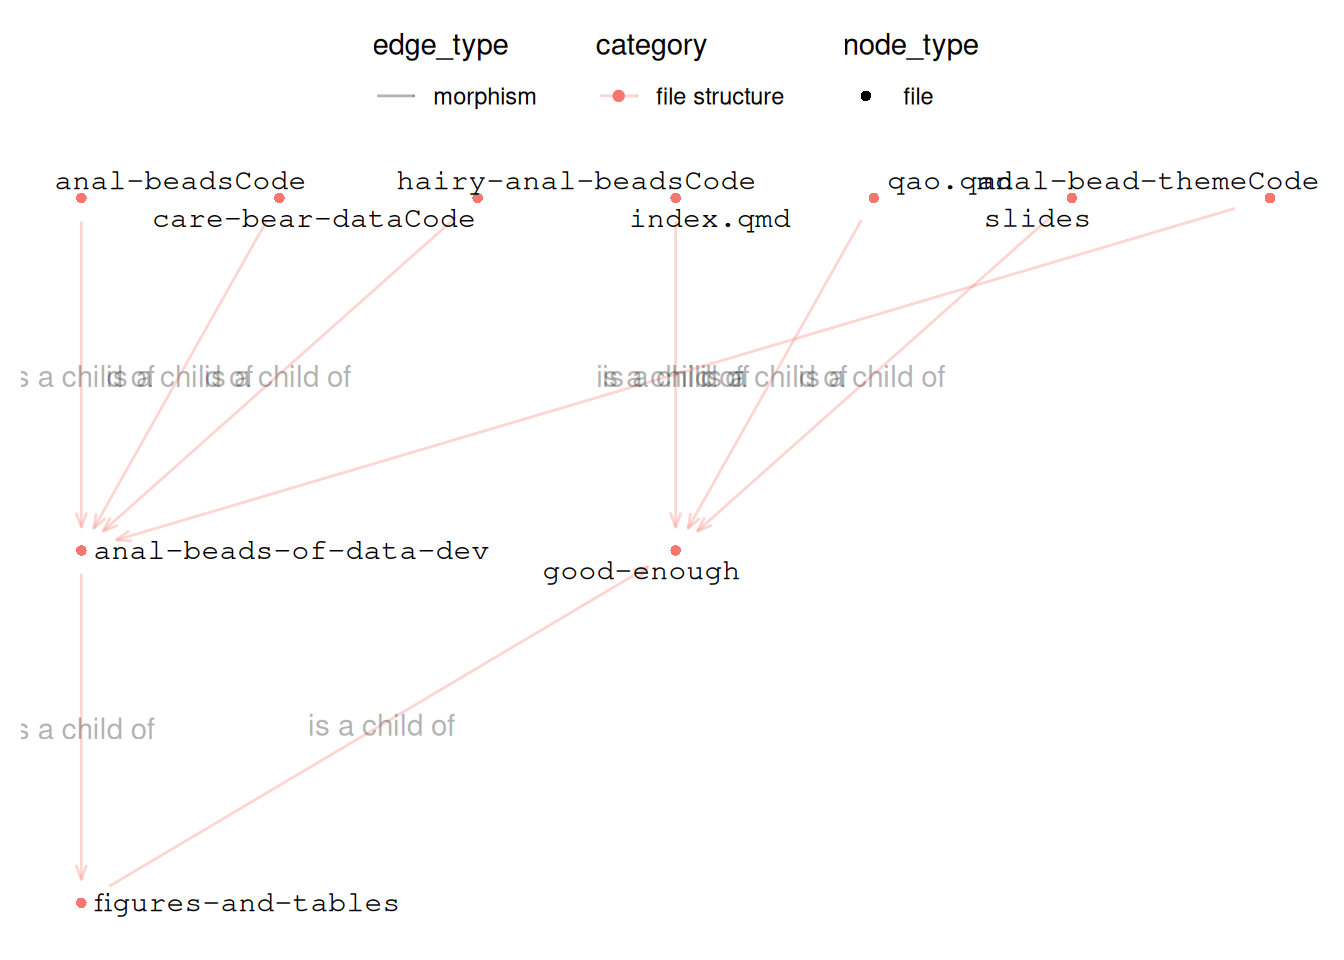 edge_type category node_type
morphism file structure file
anal-beadsCode hairy-anal-beadsCode qao.qmd anal-bead-themeCode
care-bear-dataCode index.qmd slides
s a child of is a child of is a child of is a child of is a child of is a child of is a child of
anal-beads-of-data-dev
good-enough
s a child of is a child of
figures-and-tables